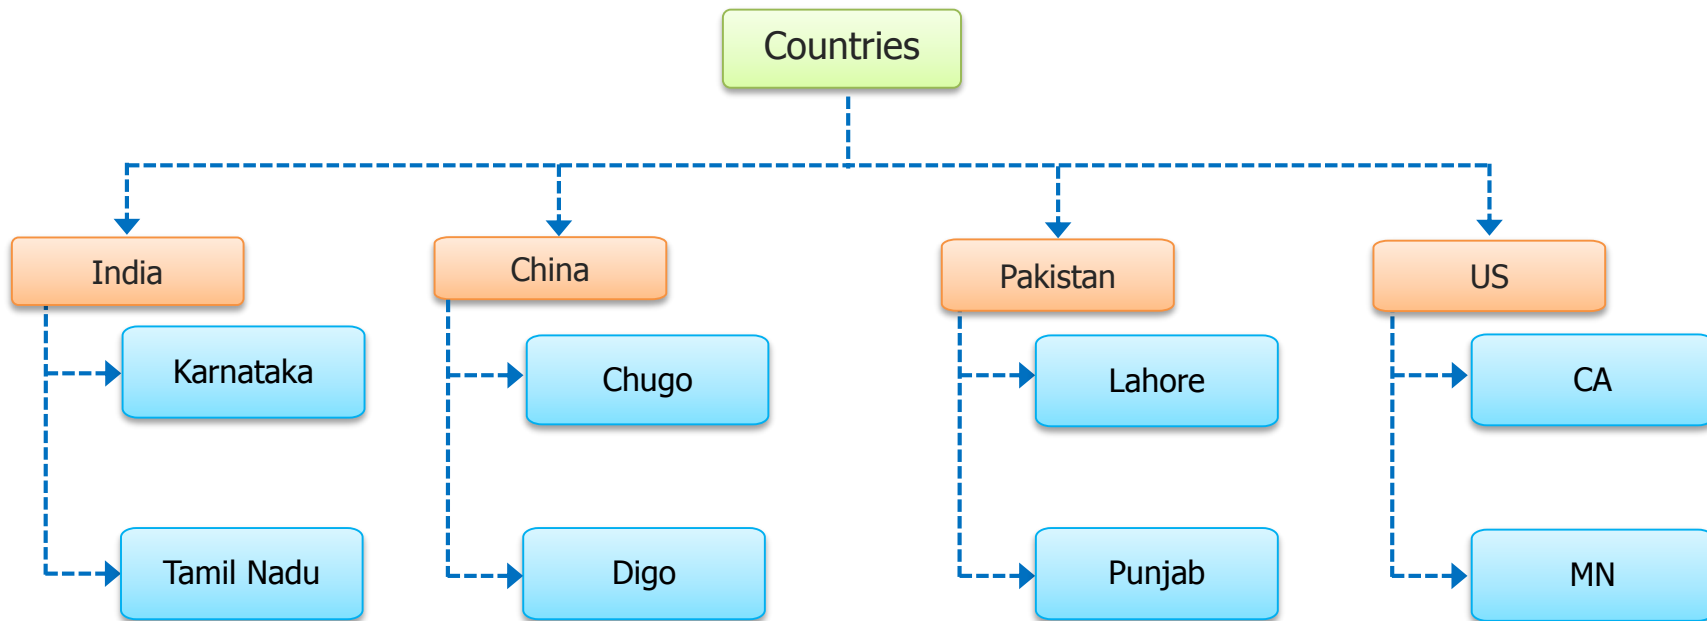 Countries
India
China
Pakistan
US
Karnataka
Chugo
Lahore
CA
Tamil Nadu
Digo
Punjab
MN